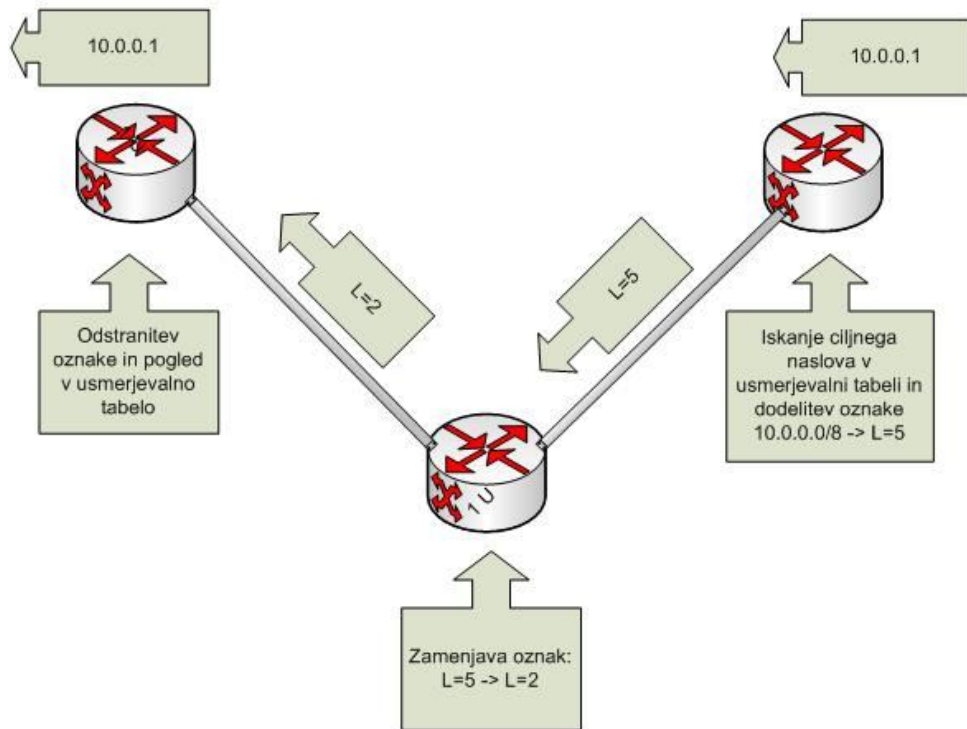 10.0.0.1
10.0.0.1
L=2
L=5
Odstranitev
oznake in pogled
v usmerjevalno
tabelo
Iskanje ciljnega
naslova v
usmerjevalni tabeli in
dodelitev oznake
10.0.0.0/8 -> L=5
1 U
Zamenjava oznak:
L=5 -> L=2